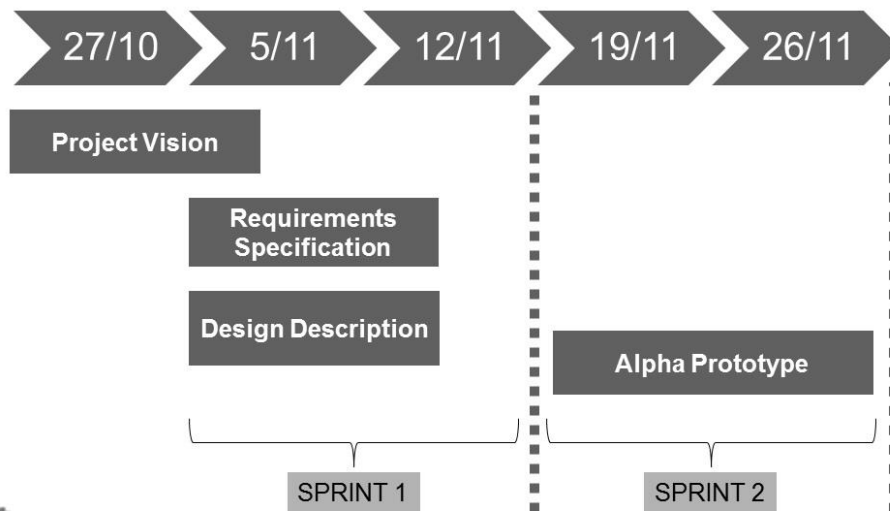 27/10 5/11 12/11 19/11 26/11
Project Vision
Requirements
Specification
Design Description
Alpha Prototype
SPRINT 1 SPRINT 2